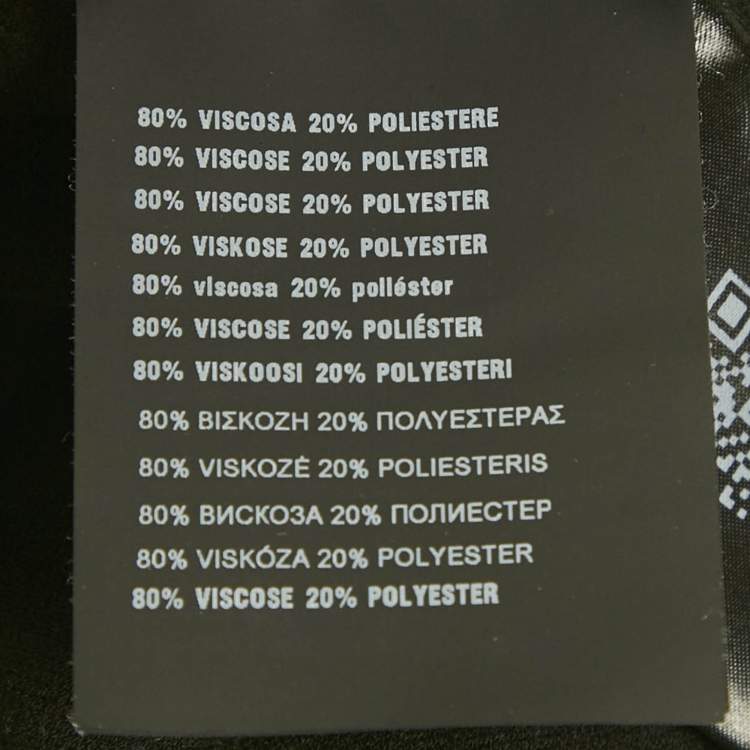 80% VISCOSA 20% POLIESTERE
80% VISCOSE 20% POLYESTER
80% VISCOSE 20% POLYESTER
80% VISKOSE 20% POLYESTER
80% viscosa 20% poliéster
80% VISCOSE 20% POLIÉSTER
80% VISKOOSI 20% POLYESTERI
80% ΒΙΣΚΟΖΗ 20% ΠΟΛΥΕΣΤΕΡΑΣ
80% VISKOZĖ 20% POLIESTERIS
80% ВИСКОЗА 20% ПОЛИЕСТЕР
80% VISKÓZA 20% POLYESTER
80% VISCOSE 20% POLYESTER